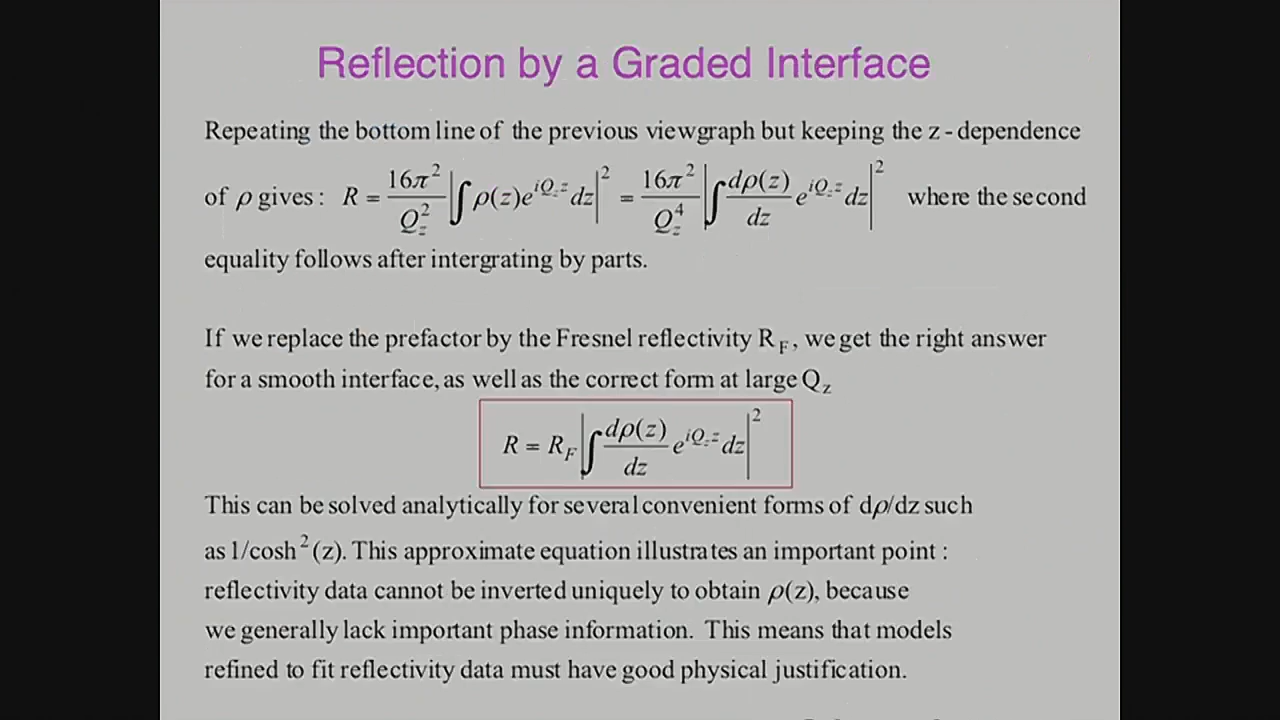 Reflection by a Graded Interface
Repeating the bottom line of the previous viewgraph but keeping the z - dependence
of ρ gives : R = 16π²/Q_z² |∫ρ(z)e^{iQ_z z}dz|² = 16π²/Q_z⁴ |∫dρ(z)/dz e^{iQ_z z}dz|² where the second
equality follows after intergrating by parts.
If we replace the prefactor by the Fresnel reflectivity R_F, we get the right answer
for a smooth interface, as well as the correct form at large Q_z
R = R_F |∫dρ(z)/dz e^{iQ_z z}dz|²
This can be solved analytically for several convenient forms of dρ/dz such
as 1/cosh²(z). This approximate equation illustrates an important point :
reflectivity data cannot be inverted uniquely to obtain ρ(z), because
we generally lack important phase information. This means that models
refined to fit reflectivity data must have good physical justification.